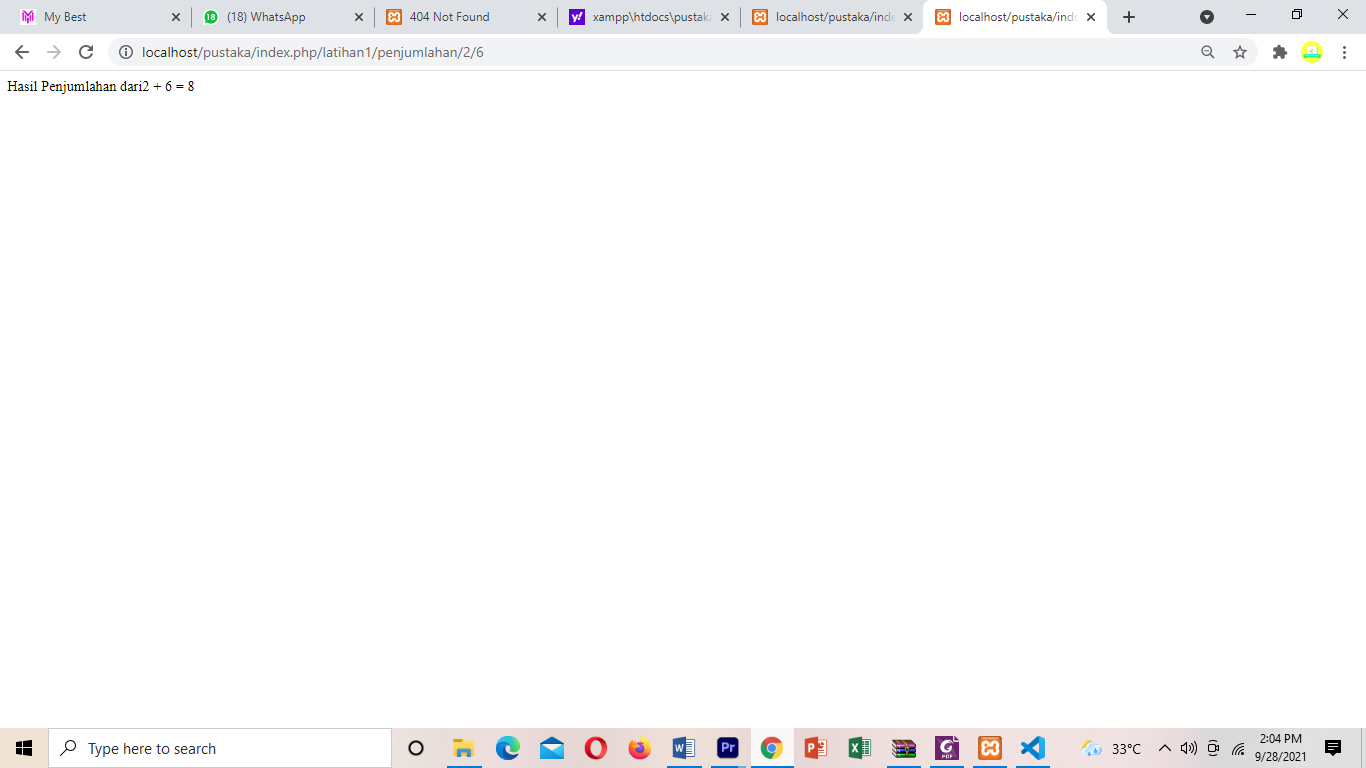 My Best
(18) WhatsApp
404 Not Found
xampp\htdocs\pustak
localhost/pustaka/inde
localhost/pustaka/inde
localhost/pustaka/index.php/latihan1/penjumlahan/2/6
Hasil Penjumlahan dari2 + 6 = 8
Type here to search
33°C
2:04 PM
9/28/2021